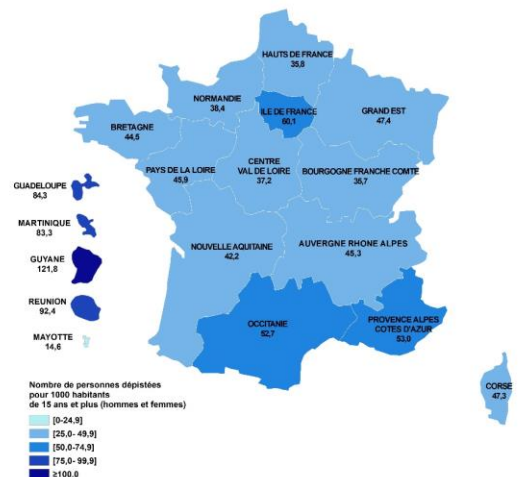 HAUTS DE FRANCE
35,8
NORMANDIE
38,4
ILE DE FRANCE
60,1
GRAND EST
47,4
BRETAGNE
44,5
PAYS DE LA LOIRE
45,9
CENTRE
VAL DE LOIRE
37,2
BOURGOGNE FRANCHE COMTÉ
35,7
GUADELOUPE
84,3
MARTINIQUE
83,3
GUYANE
121,8
REUNION
92,4
MAYOTTE
14,6
NOUVELLE AQUITAINE
42,2
AUVERGNE RHONE ALPES
45,3
OCCITANIE
52,7
PROVENCE ALPES
COTES D'AZUR
53,0
CORSE
47,3
Nombre de personnes dépistées
pour 1000 habitants
de 15 ans et plus (hommes et femmes)
[0-24,9]
[25,0- 49,9]
[50,0-74,9]
[75,0- 99,9]
≥100,0